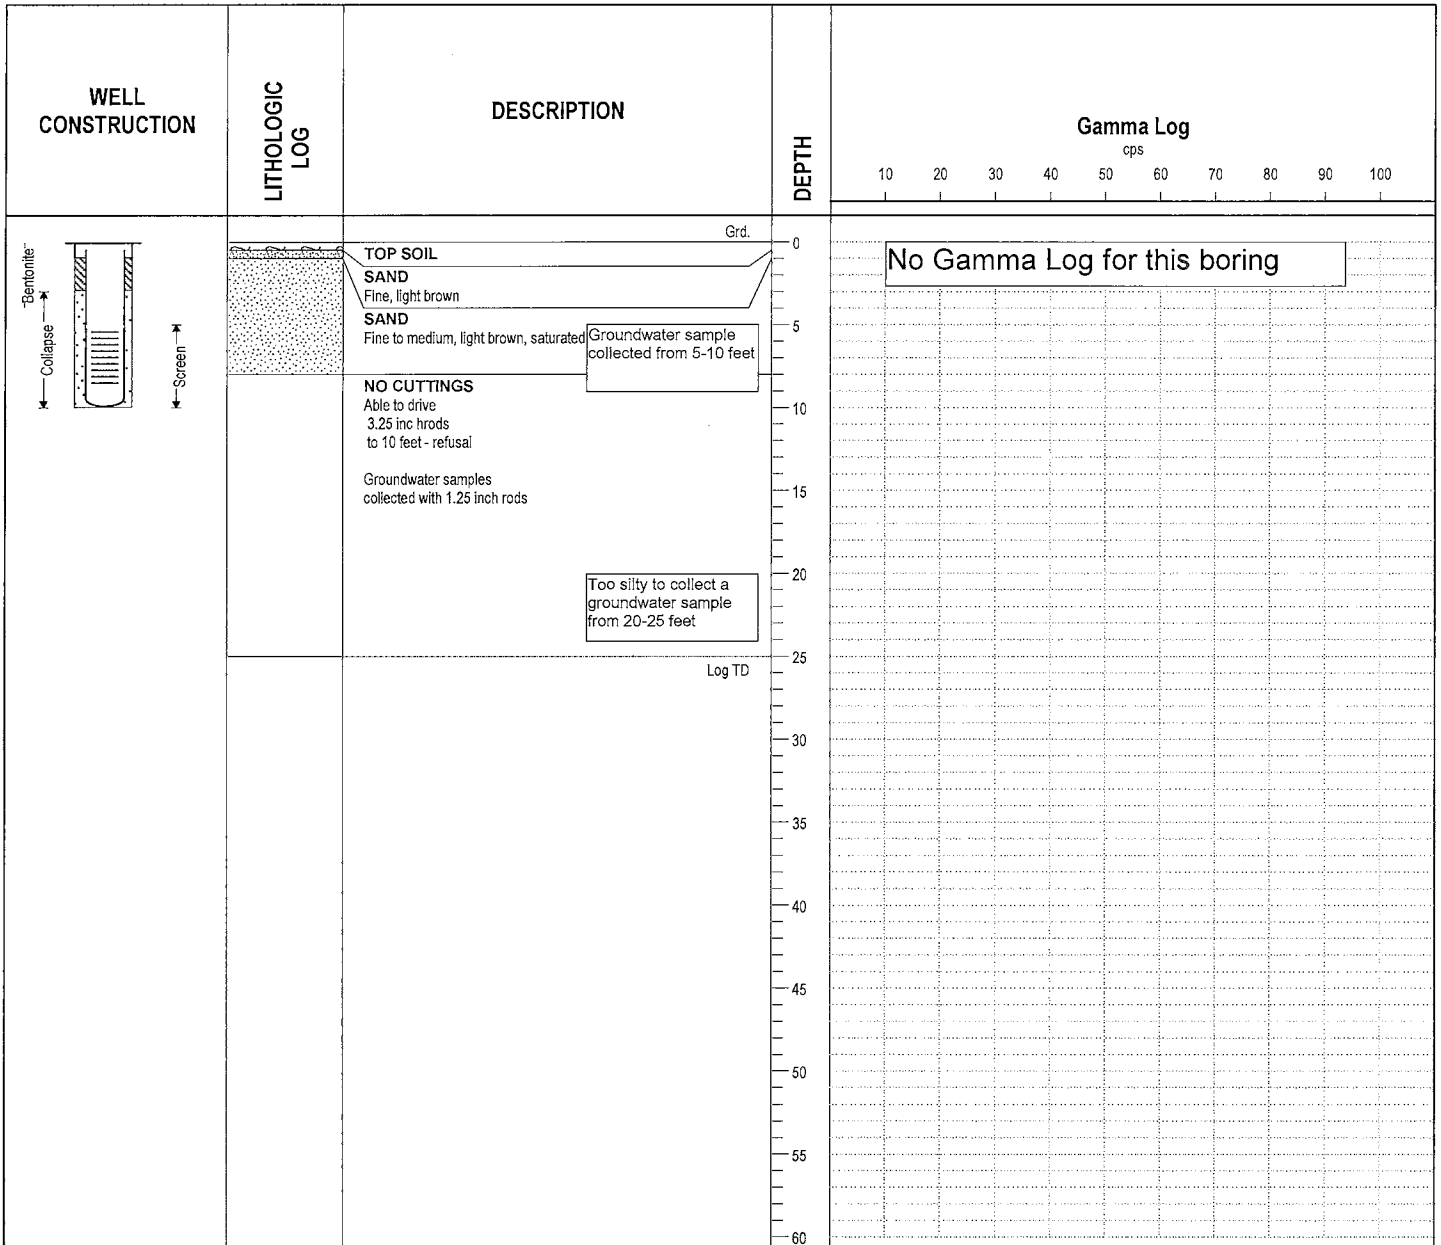 WELL
CONSTRUCTION
LITHOLOGIC
LOG
DESCRIPTION
DEPTH
Gamma Log
cps
10 20 30 40 50 60 70 80 90 100
Bentonite
Collapse
Screen
Grd.
TOP SOIL
SAND
Fine, light brown
SAND
Fine to medium, light brown, saturated
Groundwater sample
collected from 5-10 feet
NO CUTTINGS
Able to drive
3.25 inc hrods
to 10 feet - refusal
Groundwater samples
collected with 1.25 inch rods
Too silty to collect a
groundwater sample
from 20-25 feet
Log TD
0
5
10
15
20
25
30
35
40
45
50
55
60
No Gamma Log for this boring